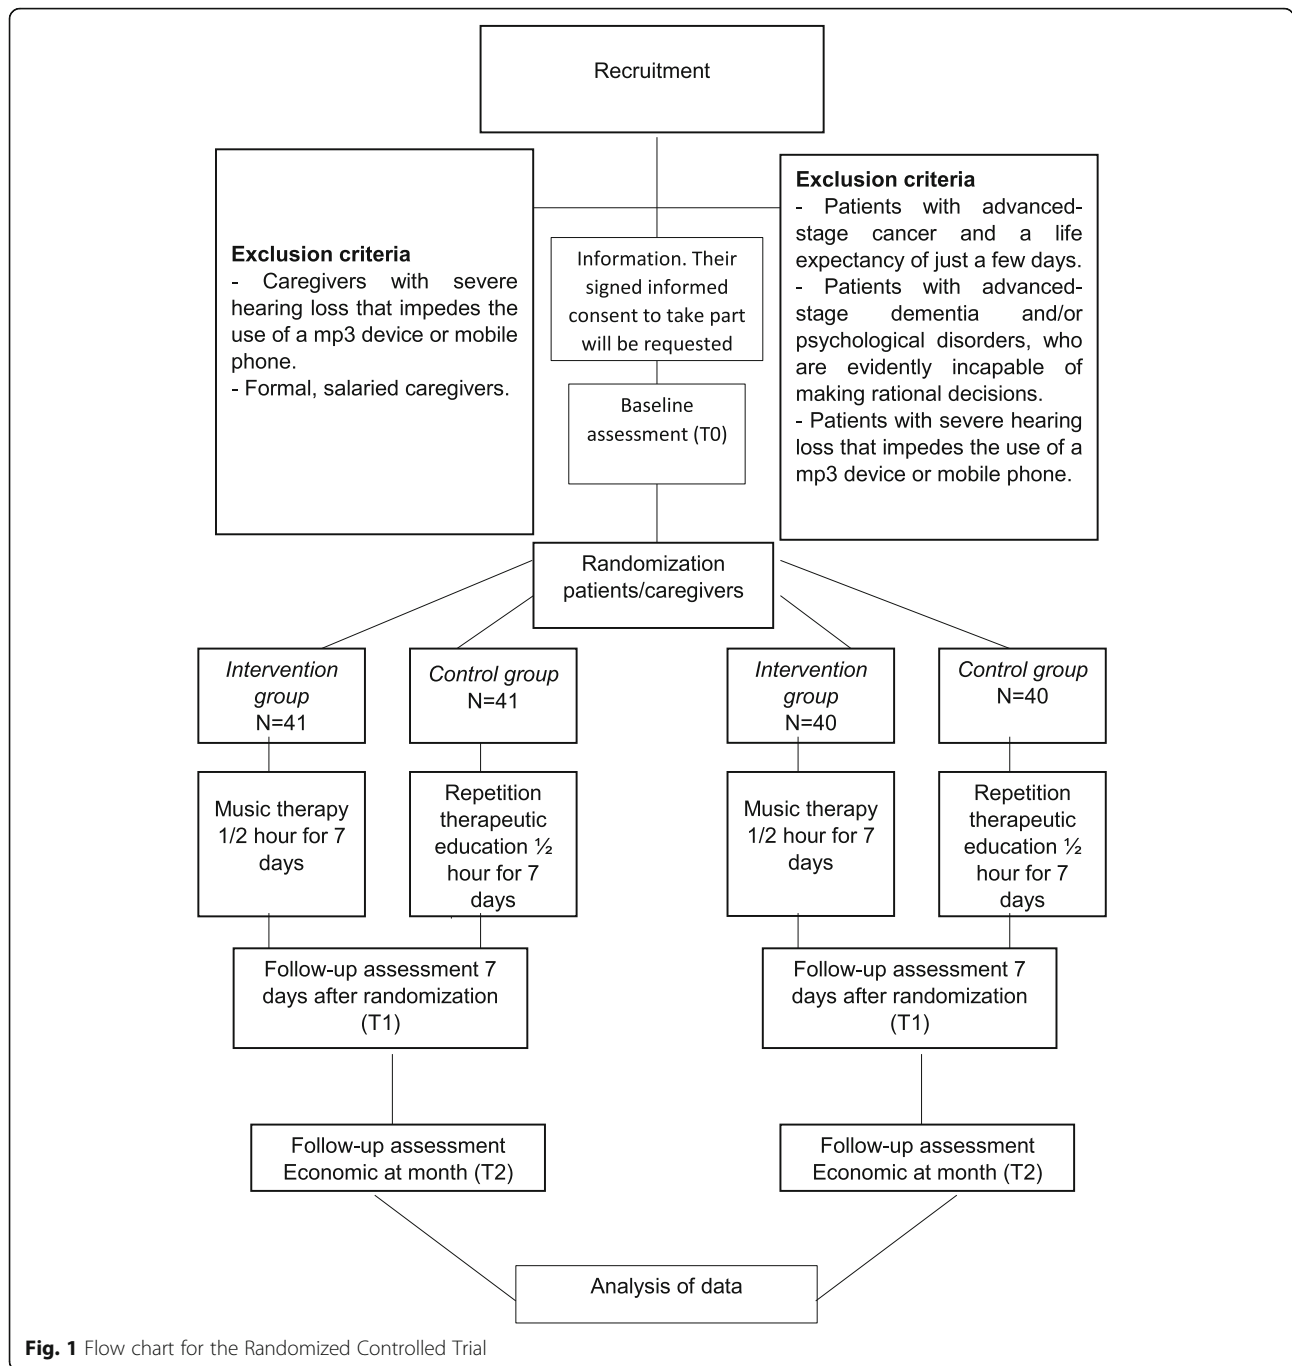 Recruitment
Exclusion criteria
- Caregivers with severe
hearing loss that impedes the
use of a mp3 device or mobile
phone.
- Formal, salaried caregivers.
Information. Their
signed informed
consent to take part
will be requested
Exclusion criteria
- Patients with advanced-
stage cancer and a life
expectancy of just a few days.
- Patients with advanced-
stage dementia and/or
psychological disorders, who
are evidently incapable of
making rational decisions.
- Patients with severe hearing
loss that impedes the use of a
mp3 device or mobile phone.
Baseline
assessment (T0)
Randomization
patients/caregivers
Intervention
group
N=41
Control group
N=41
Intervention
group
N=40
Control group
N=40
Music therapy
1/2 hour for 7
days
Repetition
therapeutic
education ½
hour for 7
days
Music therapy
1/2 hour for 7
days
Repetition
therapeutic
education ½
hour for 7
days
Follow-up assessment 7
days after randomization
(T1)
Follow-up assessment 7
days after randomization
(T1)
Follow-up assessment
Economic at month (T2)
Follow-up assessment
Economic at month (T2)
Analysis of data
Fig. 1 Flow chart for the Randomized Controlled Trial